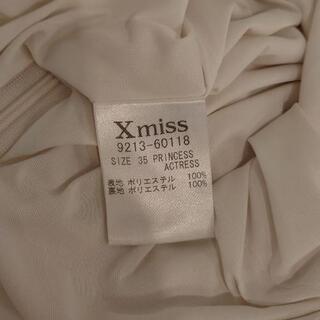 Xmiss
9213-60118
SIZE 35 PRINCESS
ACTRESS
表地 ポリエステル 100%
裏地 ポリエステル 100%